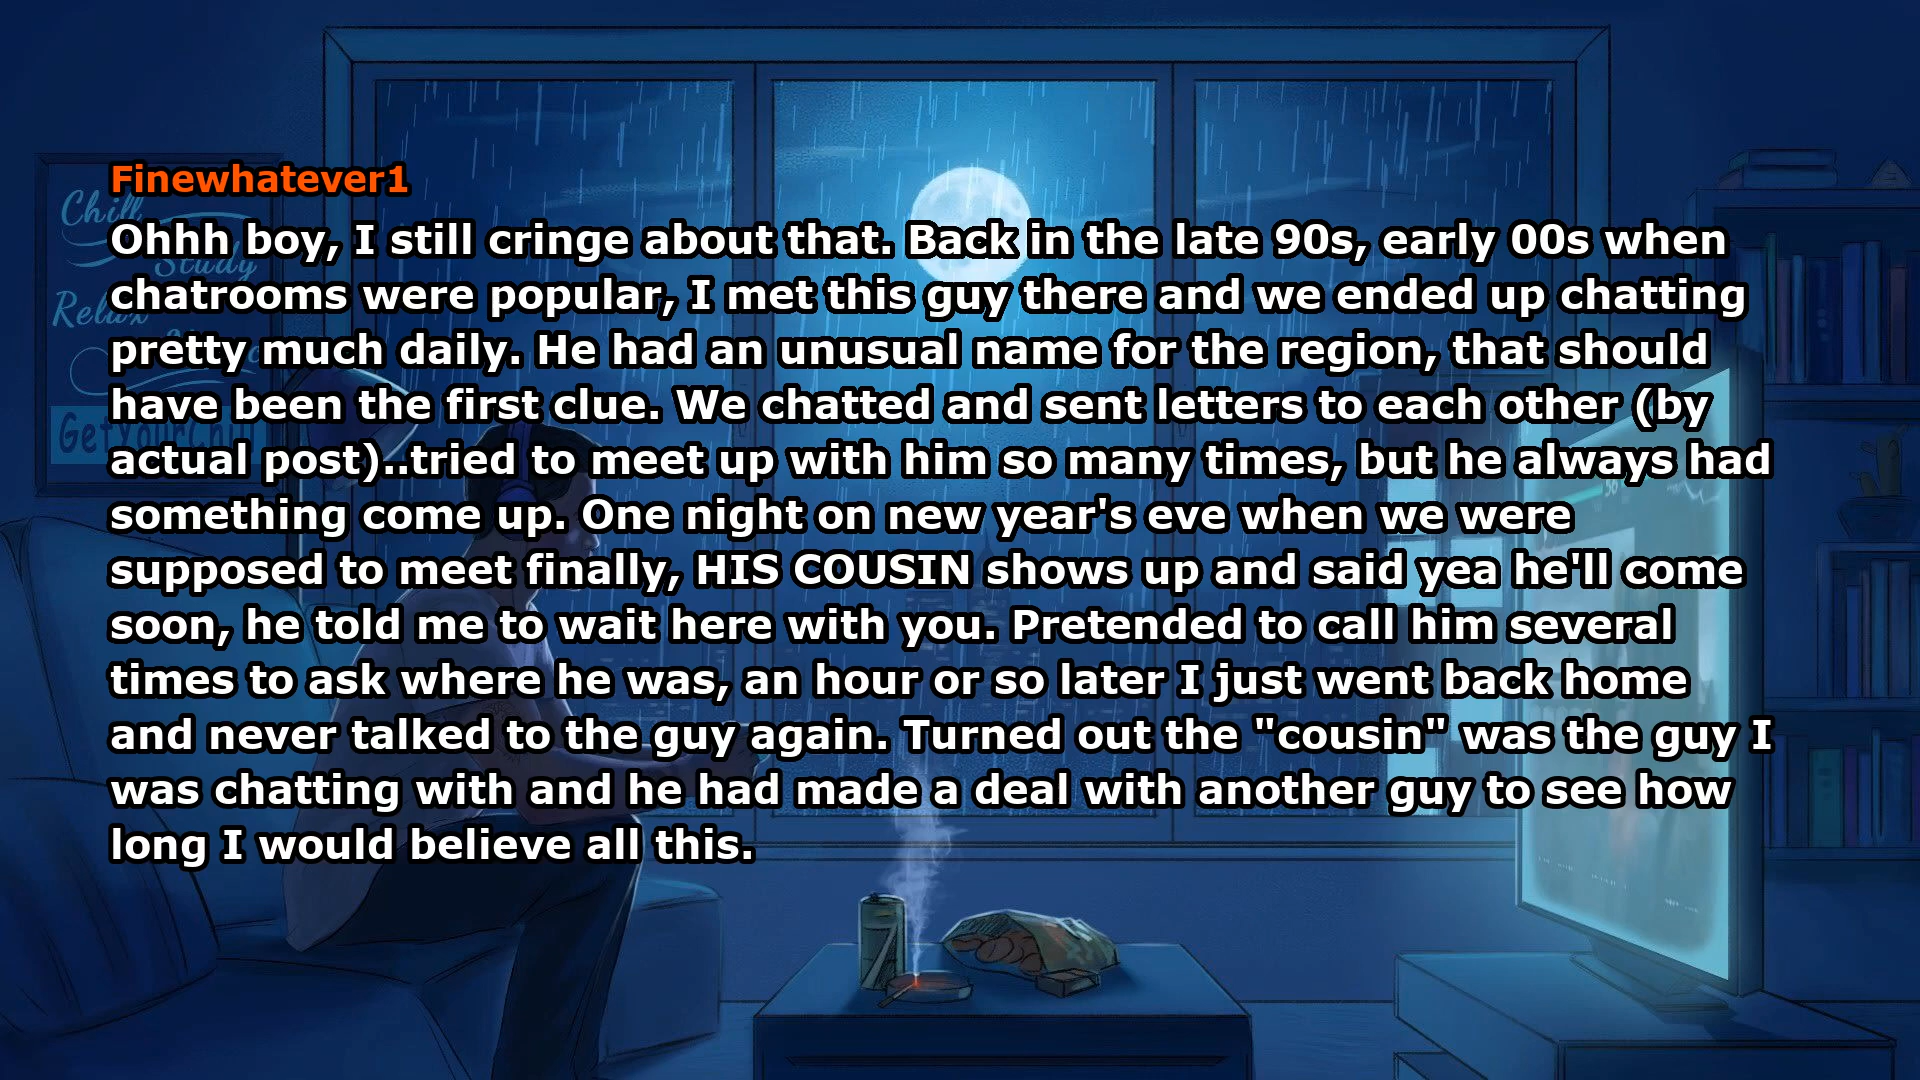 Finewhatever1
Ohhh boy, I still cringe about that. Back in the late 90s, early 00s when
chatrooms were popular, I met this guy there and we ended up chatting
pretty much daily. He had an unusual name for the region, that should
have been the first clue. We chatted and sent letters to each other (by
actual post)..tried to meet up with him so many times, but he always had
something come up. One night on new year's eve when we were
supposed to meet finally, HIS COUSIN shows up and said yea he'll come
soon, he told me to wait here with you. Pretended to call him several
times to ask where he was, an hour or so later I just went back home
and never talked to the guy again. Turned out the "cousin" was the guy I
was chatting with and he had made a deal with another guy to see how
long I would believe all this.
Chill
Study
Relax